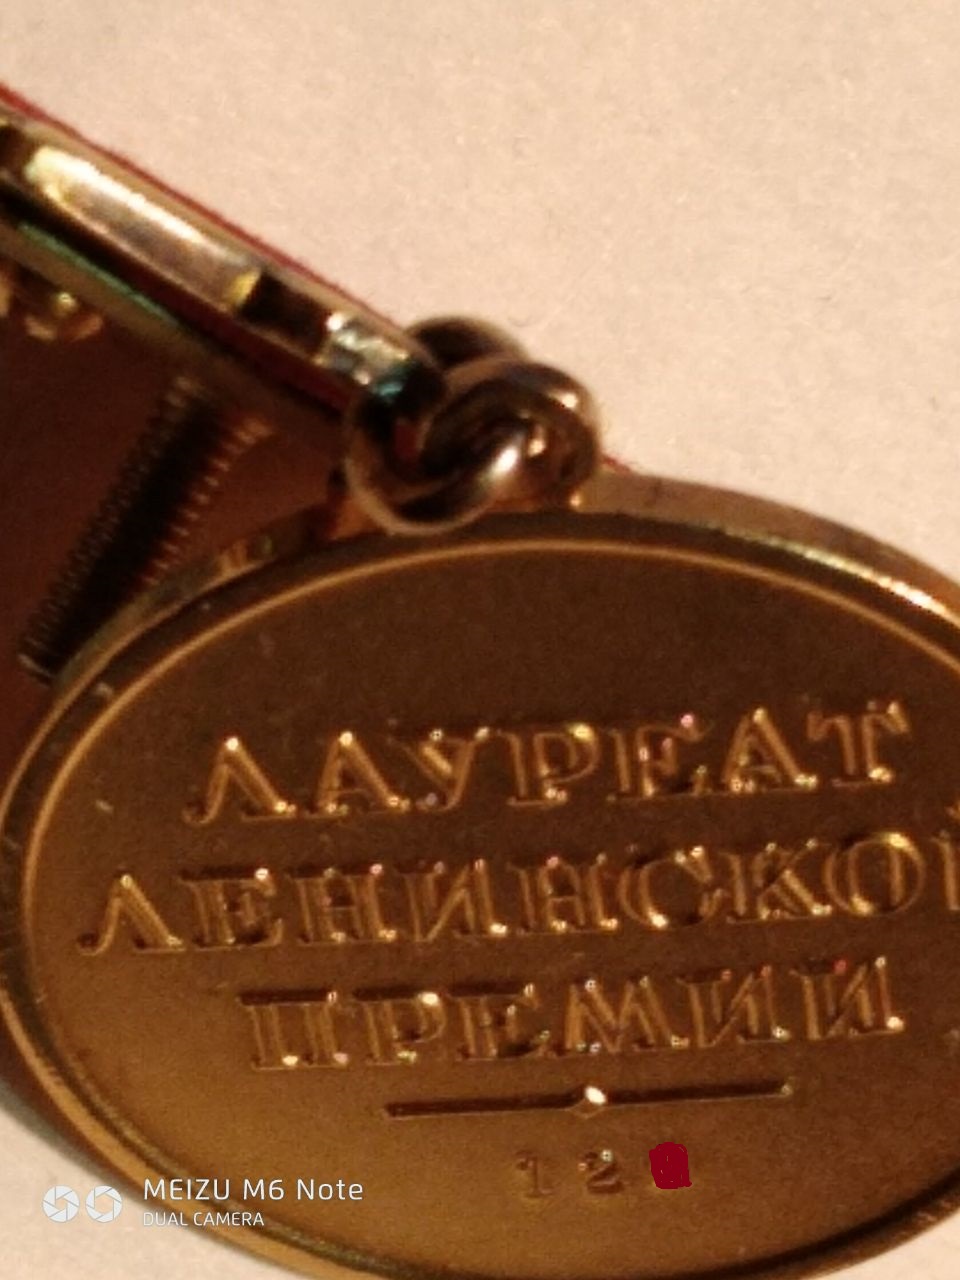 ЛАУРЕАТ
ЛЕНИНСКОЙ
ПРЕМИИ
12
MEIZU M6 Note
DUAL CAMERA